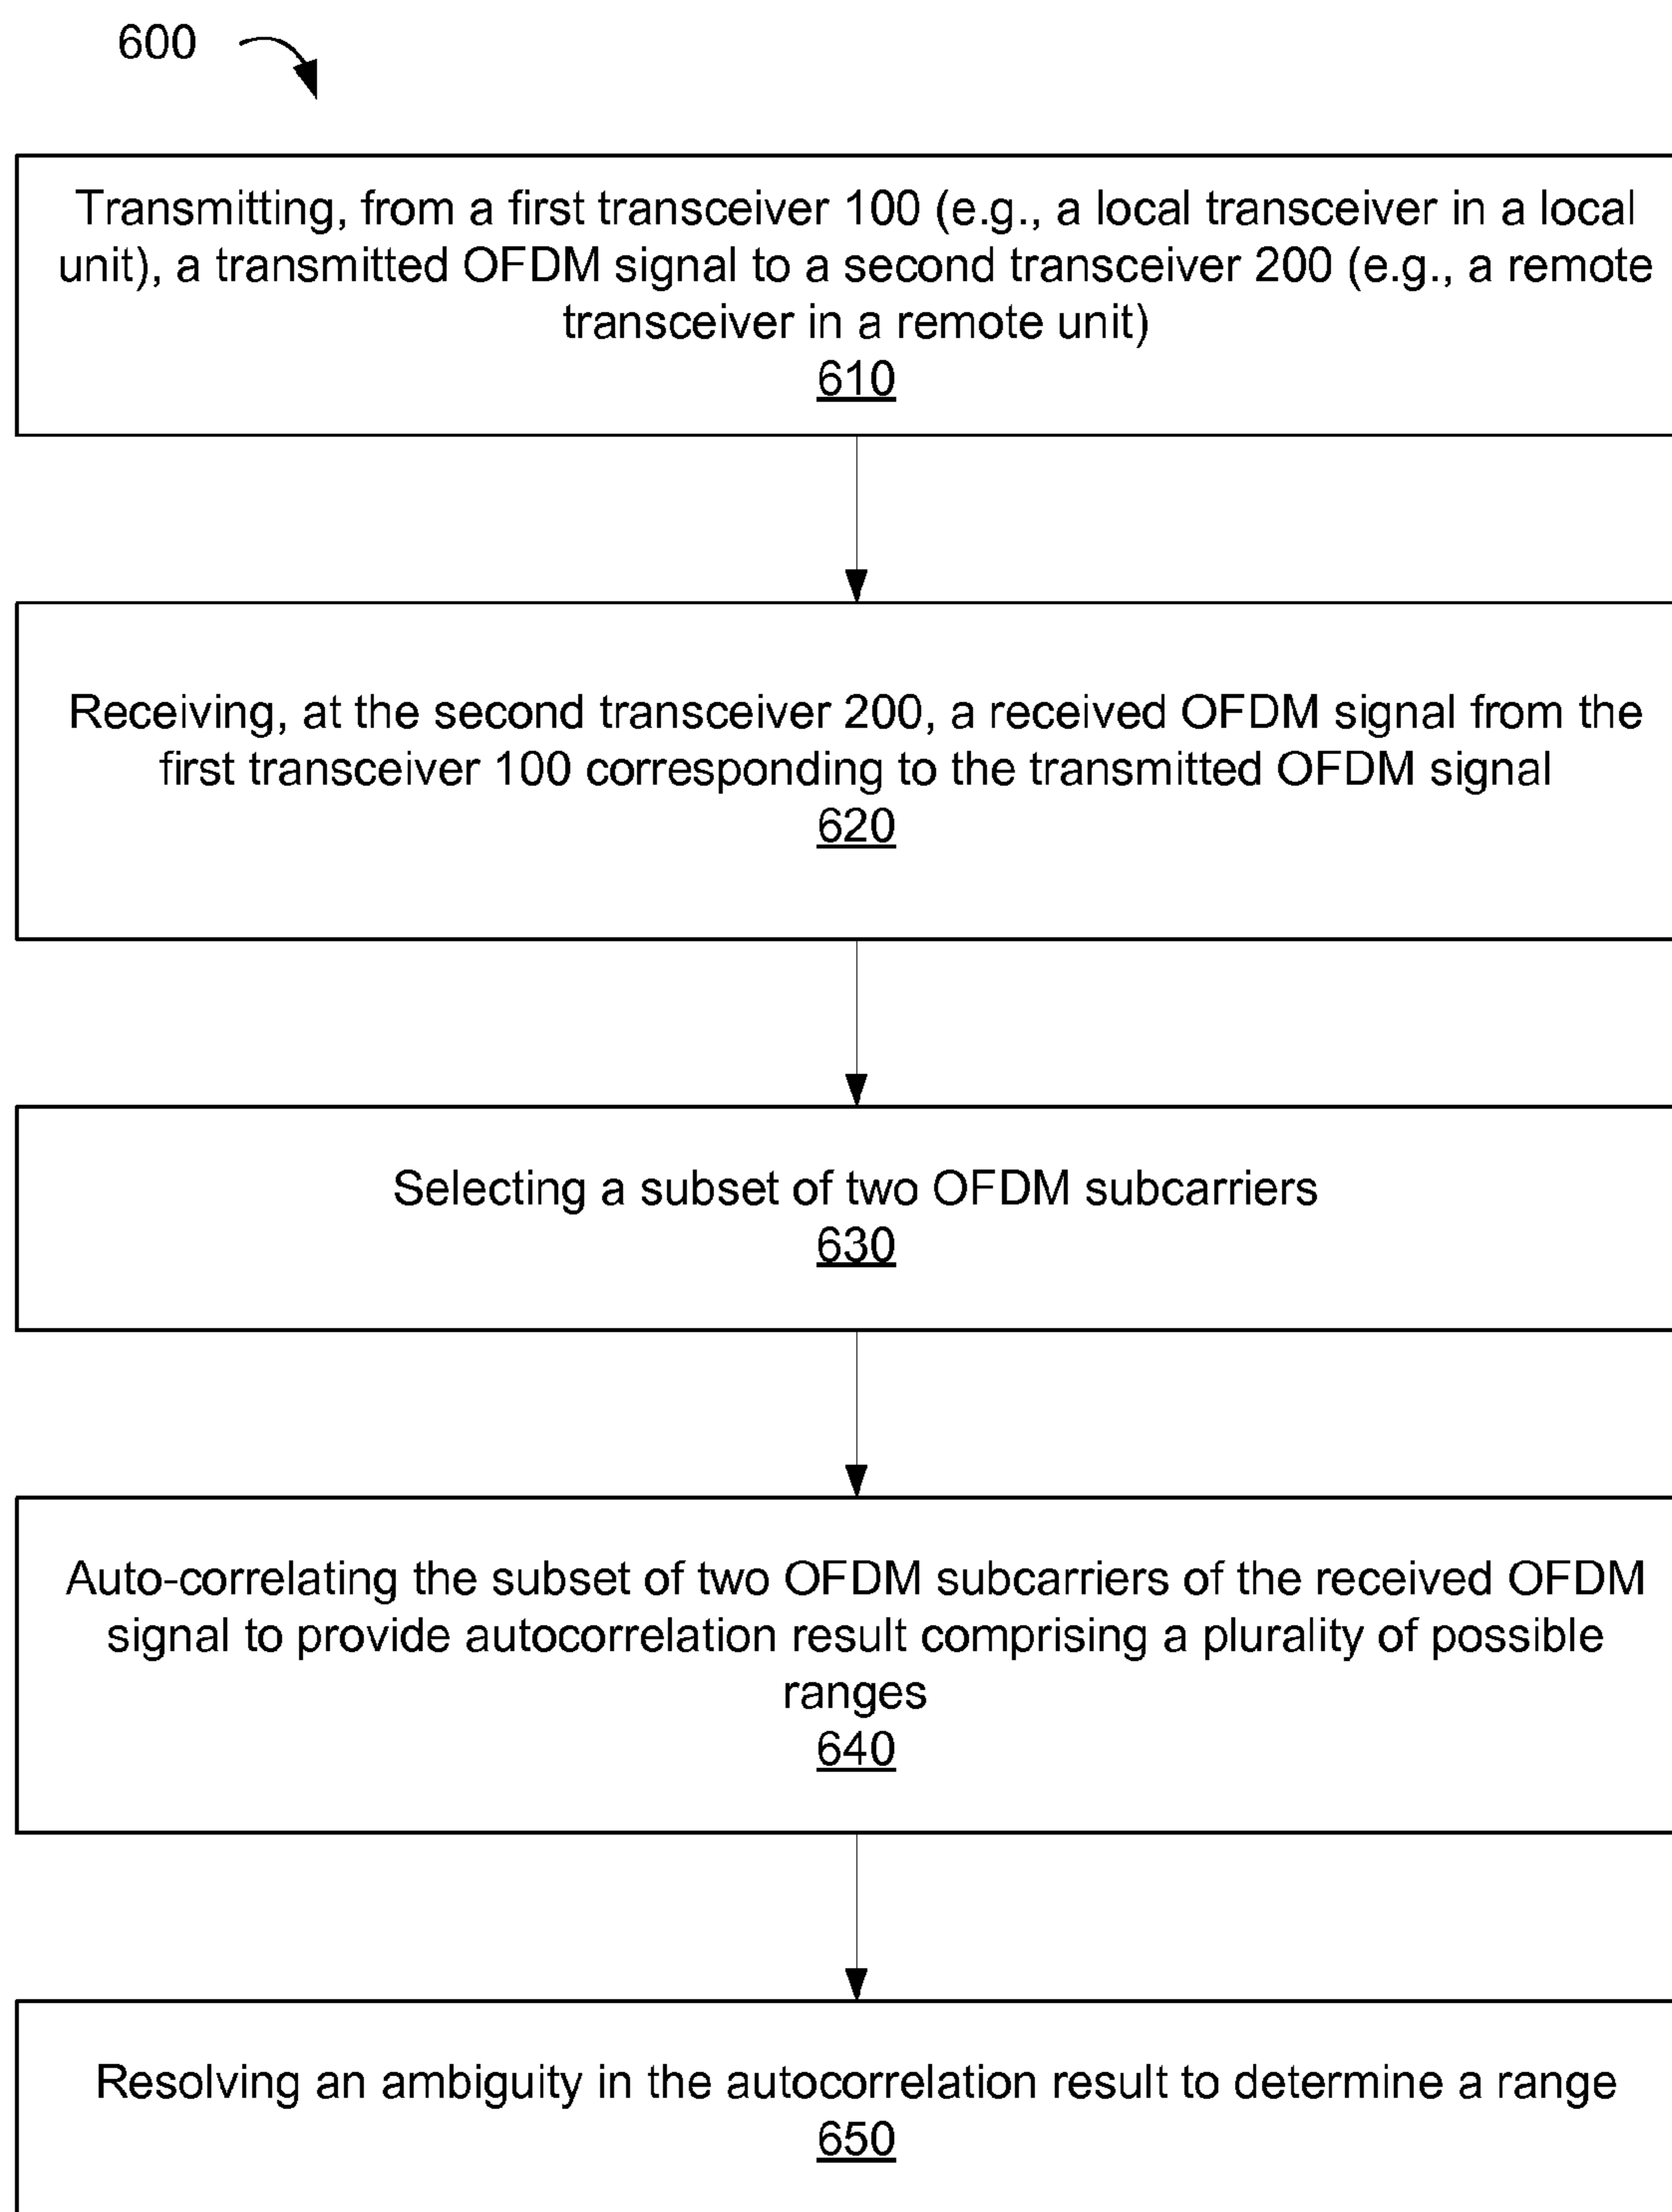 600
Transmitting, from a first transceiver 100 (e.g., a local transceiver in a local
unit), a transmitted OFDM signal to a second transceiver 200 (e.g., a remote
transceiver in a remote unit)
610
Receiving, at the second transceiver 200, a received OFDM signal from the
first transceiver 100 corresponding to the transmitted OFDM signal
620
Selecting a subset of two OFDM subcarriers
630
Auto-correlating the subset of two OFDM subcarriers of the received OFDM
signal to provide autocorrelation result comprising a plurality of possible
ranges
640
Resolving an ambiguity in the autocorrelation result to determine a range
650